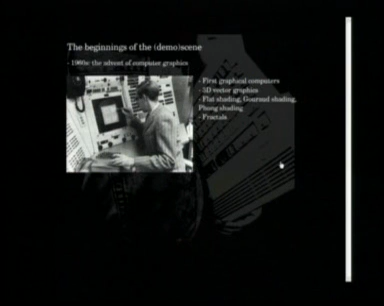 The beginnings of the (demo)scene
- 1960s: the advent of computer graphics
- First graphical computers
- 3D vector graphics
- Flat shading, Gouraud shading,
Phong shading
- Fractals